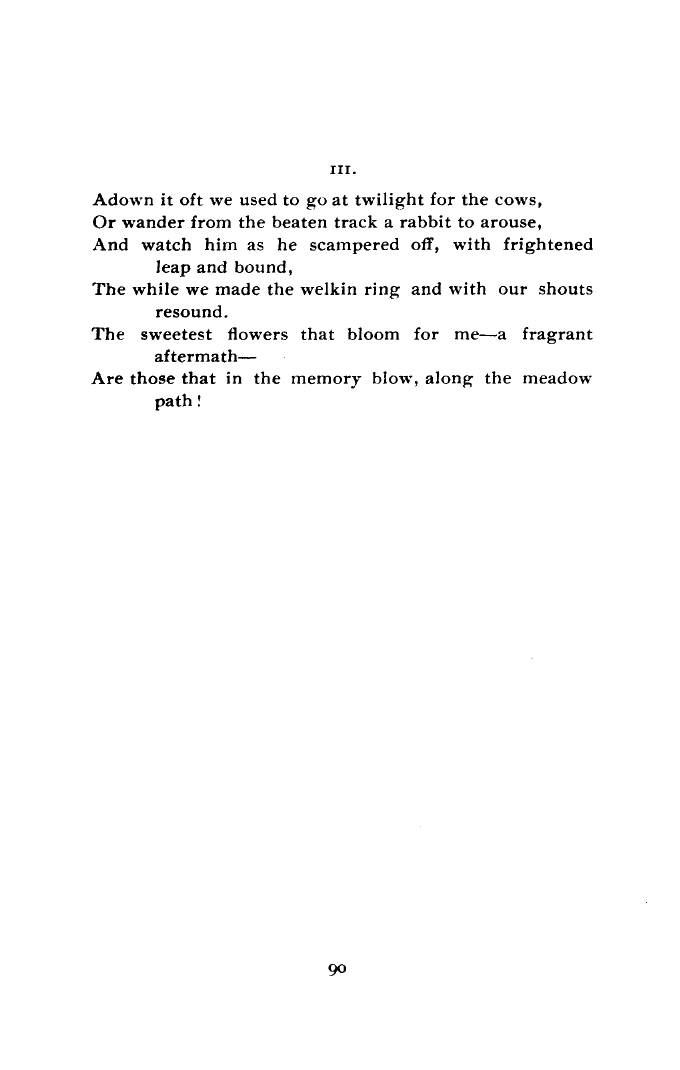 III.
Adown it oft we used to go at twilight for the cows,
Or wander from the beaten track a rabbit to arouse,
And watch him as he scampered off, with frightened
leap and bound,
The while we made the welkin ring and with our shouts
resound.
The sweetest flowers that bloom for me—a fragrant
aftermath—
Are those that in the memory blow, along the meadow
path!
90